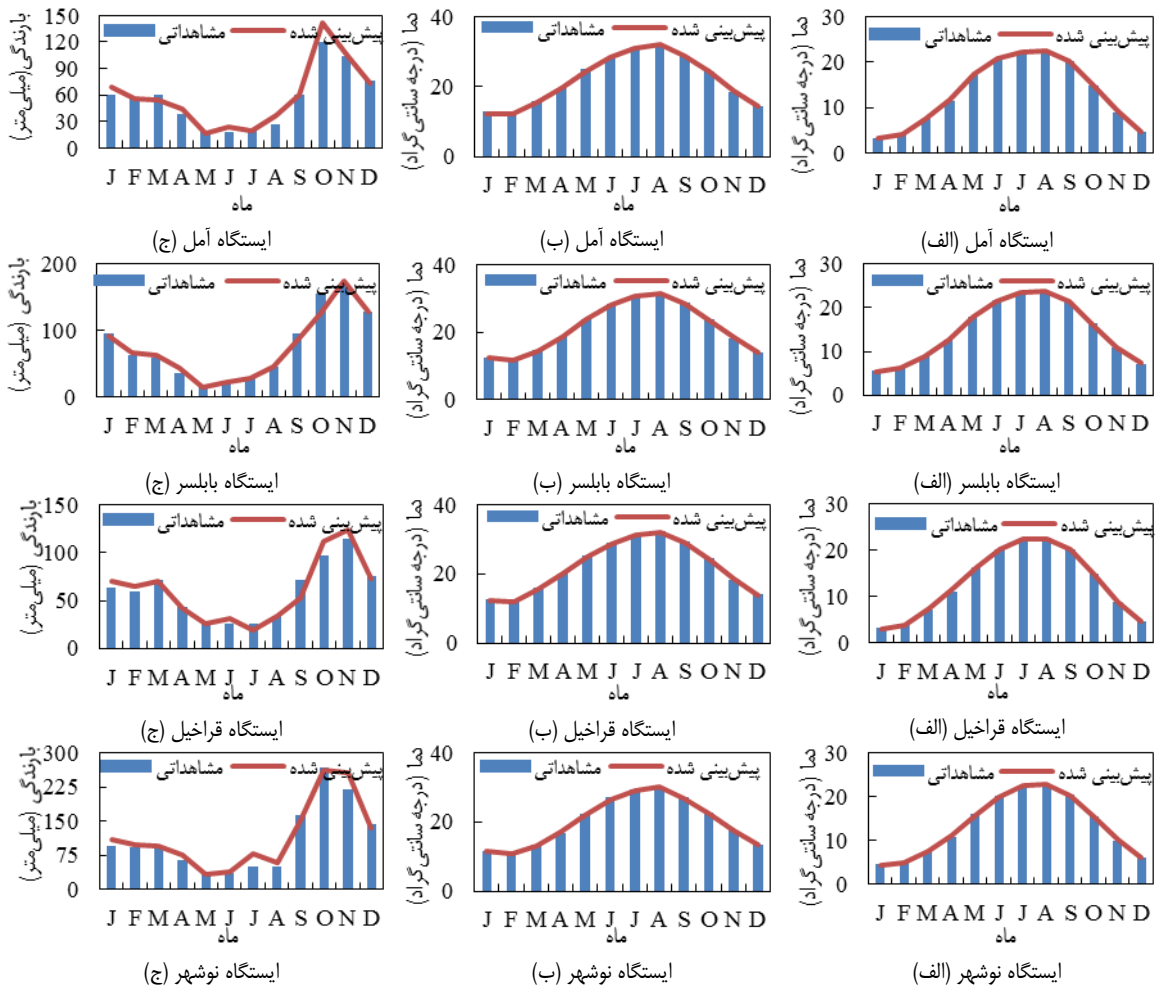 دما (درجه سانتی‌گراد)
مشاهداتی پیش‌بینی شده
30
20
10
0
J F M A M J J A S O N D
ماه
ایستگاه آمل (الف)
دما (درجه سانتی‌گراد)
مشاهداتی پیش‌بینی شده
40
20
0
J F M A M J J A S O N D
ماه
ایستگاه آمل (ب)
بارندگی(میلی‌متر)
مشاهداتی پیش‌بینی شده
150
120
90
60
30
0
J F M A M J J A S O N D
ماه
ایستگاه آمل (ج)
دما (درجه سانتی‌گراد)
مشاهداتی پیش‌بینی شده
30
20
10
0
J F M A M J J A S O N D
ماه
ایستگاه بابلسر (الف)
دما (درجه سانتی‌گراد)
مشاهداتی پیش‌بینی شده
40
20
0
J F M A M J J A S O N D
ماه
ایستگاه بابلسر (ب)
بارندگی (میلی‌متر)
مشاهداتی پیش‌بینی شده
200
100
0
J F M A M J J A S O N D
ماه
ایستگاه بابلسر (ج)
دما (درجه سانتی‌گراد)
مشاهداتی پیش‌بینی شده
30
20
10
0
J F M A M J J A S O N D
ماه
ایستگاه قراخیل (الف)
دما (درجه سانتی‌گراد)
مشاهداتی پیش‌بینی شده
40
20
0
J F M A M J J A S O N D
ماه
ایستگاه قراخیل (ب)
بارندگی (میلی‌متر)
مشاهداتی پیش‌بینی شده
150
100
50
0
J F M A M J J A S O N D
ماه
ایستگاه قراخیل (ج)
دما (درجه سانتی‌گراد)
مشاهداتی پیش‌بینی شده
30
20
10
0
J F M A M J J A S O N D
ماه
ایستگاه نوشهر (الف)
دما (درجه سانتی‌گراد)
مشاهداتی پیش‌بینی شده
40
20
0
J F M A M J J A S O N D
ماه
ایستگاه نوشهر (ب)
بارندگی (میلی‌متر)
مشاهداتی پیش‌بینی شده
300
225
150
75
0
J F M A M J J A S O N D
ماه
ایستگاه نوشهر (ج)